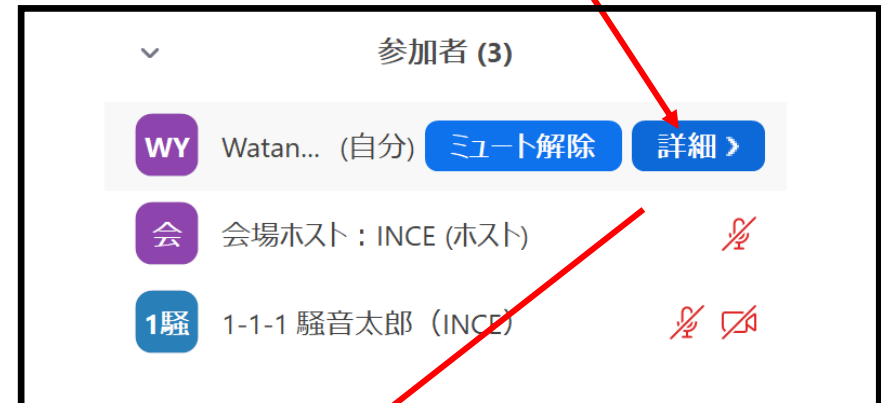 参加者 (3)
WY Watan... (自分) ミュート解除 詳細 >
会 会場ホスト：INCE (ホスト)
1騒 1-1-1 騒音太郎（INCE）